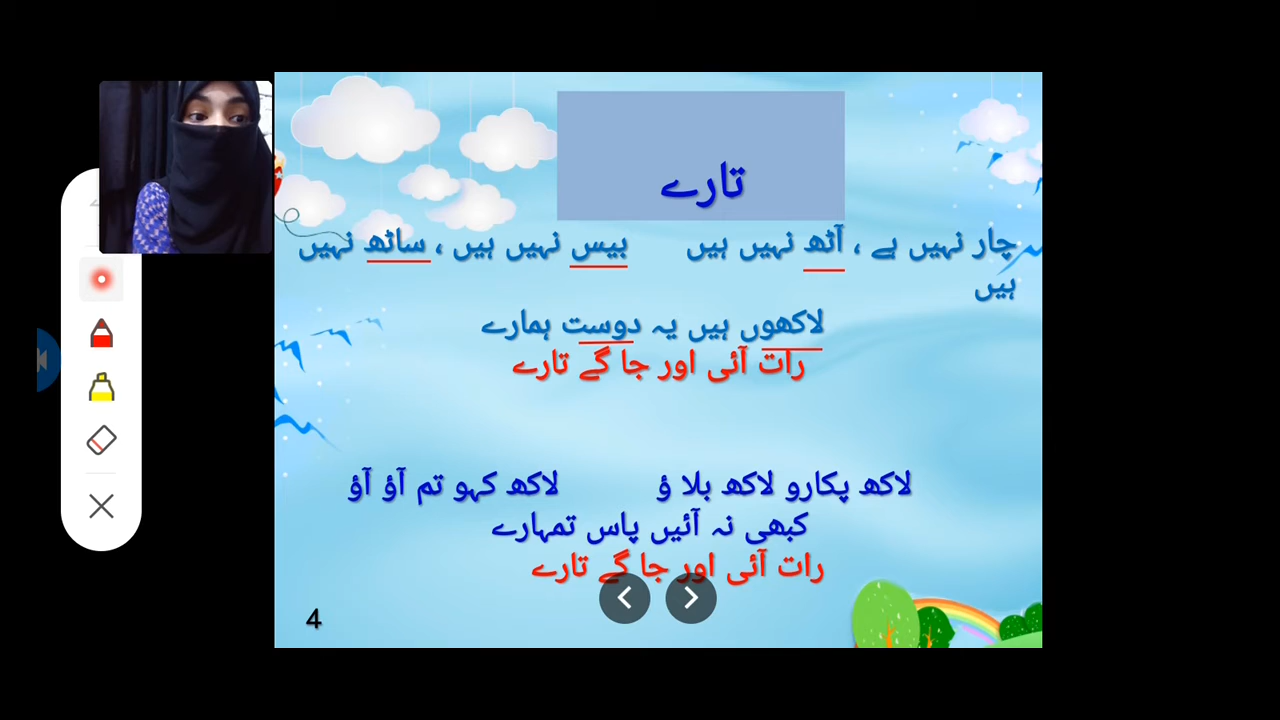 تارے
چار نہیں ہے ، آٹھ نہیں ہیں بیس نہیں ہیں ، ساٹھ نہیں
ہیں
لاکھوں ہیں یہ دوست ہمارے
رات آئی اور جا گے تارے
لاکھ پکارو لاکھ بلا ؤ لاکھ کہو تم آؤ آؤ
کبھی نہ آئیں پاس تمہارے
رات آئی اور جا گے تارے
4